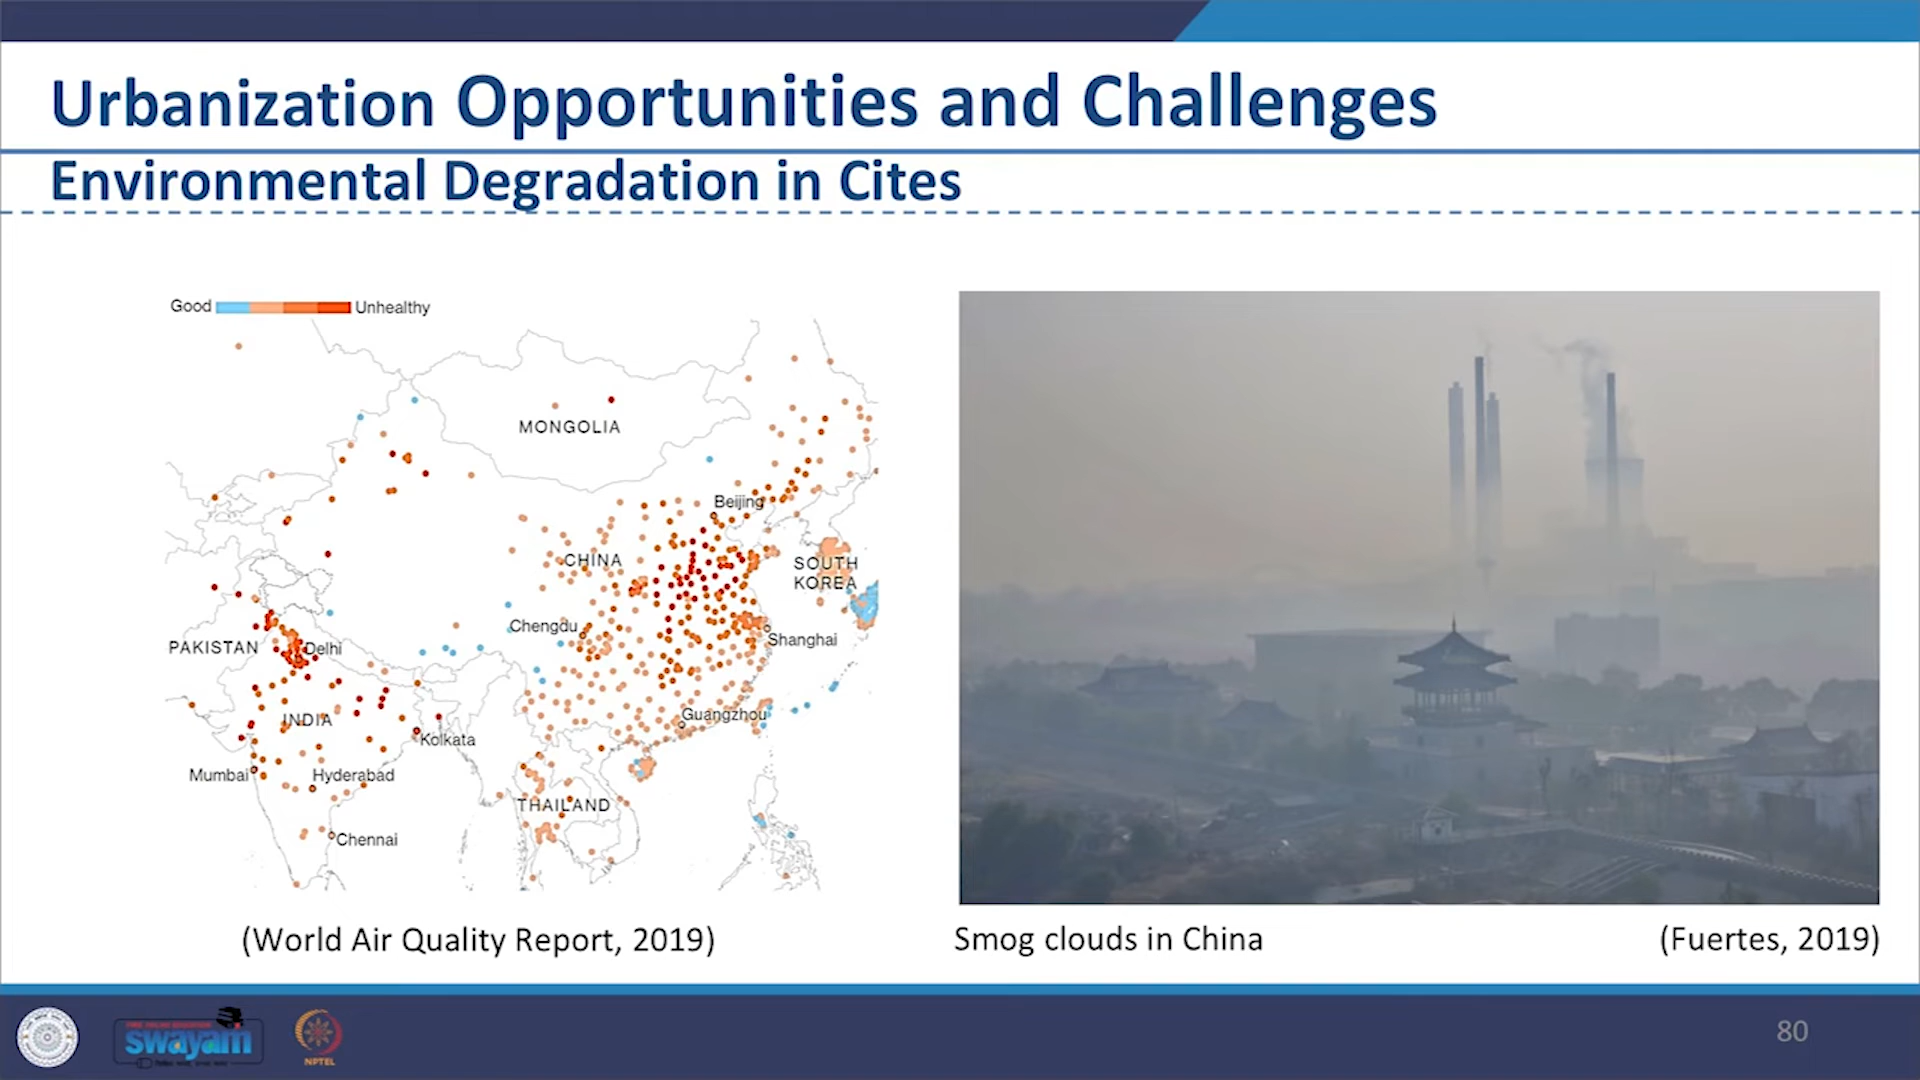 Urbanization Opportunities and Challenges
Environmental Degradation in Cites
Good Unhealthy
MONGOLIA
Beijing
CHINA
SOUTH
KOREA
Chengdu
Shanghai
PAKISTAN
Delhi
Guangzhou
INDIA
Kolkata
Mumbai
Hyderabad
THAILAND
Chennai
(World Air Quality Report, 2019)
Smog clouds in China
(Fuertes, 2019)
swayam
NPTEL
80